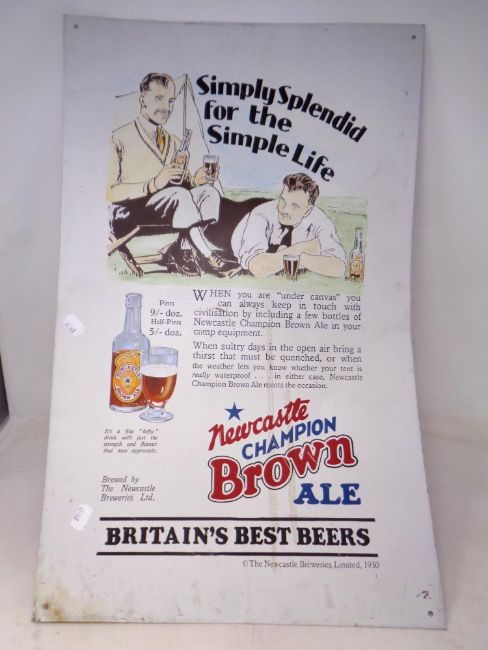 Simply Splendid
for the
Simple Life
WHEN you are "under canvas" you
can always keep in touch with
civilisation by including a few bottles of
Newcastle Champion Brown Ale in your
camp equipment.
When sultry days in the open air bring a
thirst that must be quenched, or when
the weather lets you know whether your tent is
really waterproof . . . in either case, Newcastle
Champion Brown Ale meets the occasion.
Pints
9/- doz.
Half-Pints
5/- doz.
It's a fine "hefty"
drink with just the
strength and flavour
that men appreciate.
Brewed by
The Newcastle
Breweries Ltd.
Newcastle
CHAMPION
Brown
ALE
BRITAIN'S BEST BEERS
© The Newcastle Breweries Limited, 1930